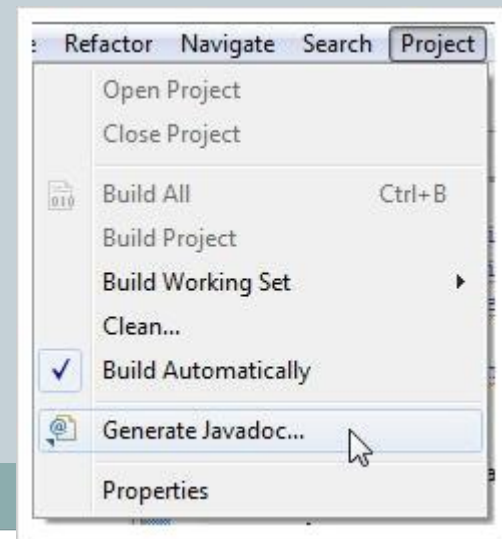 Refactor Navigate Search Project
Open Project
Close Project
Build All Ctrl+B
Build Project
Build Working Set
Clean...
Build Automatically
Generate Javadoc...
Properties